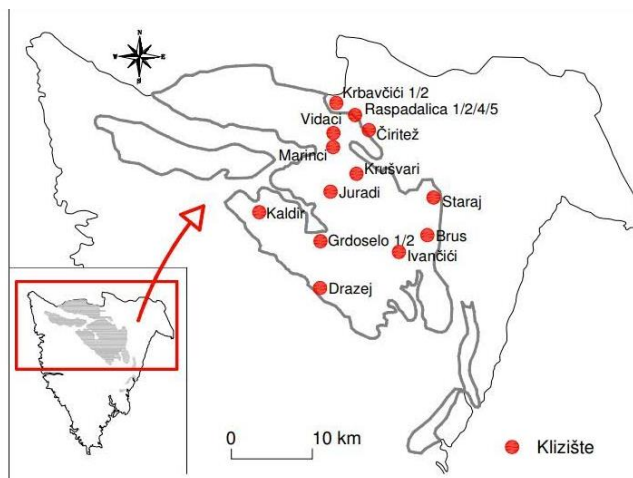 N
W
E
S
Krbavčići 1/2
Raspadalica 1/2/4/5
Vidaci
Čiritež
Marinci
Krušvari
Juradi
Staraj
Kaldir
Brus
Grdoselo 1/2
Ivančići
Drazej
0 10 km
Klizište